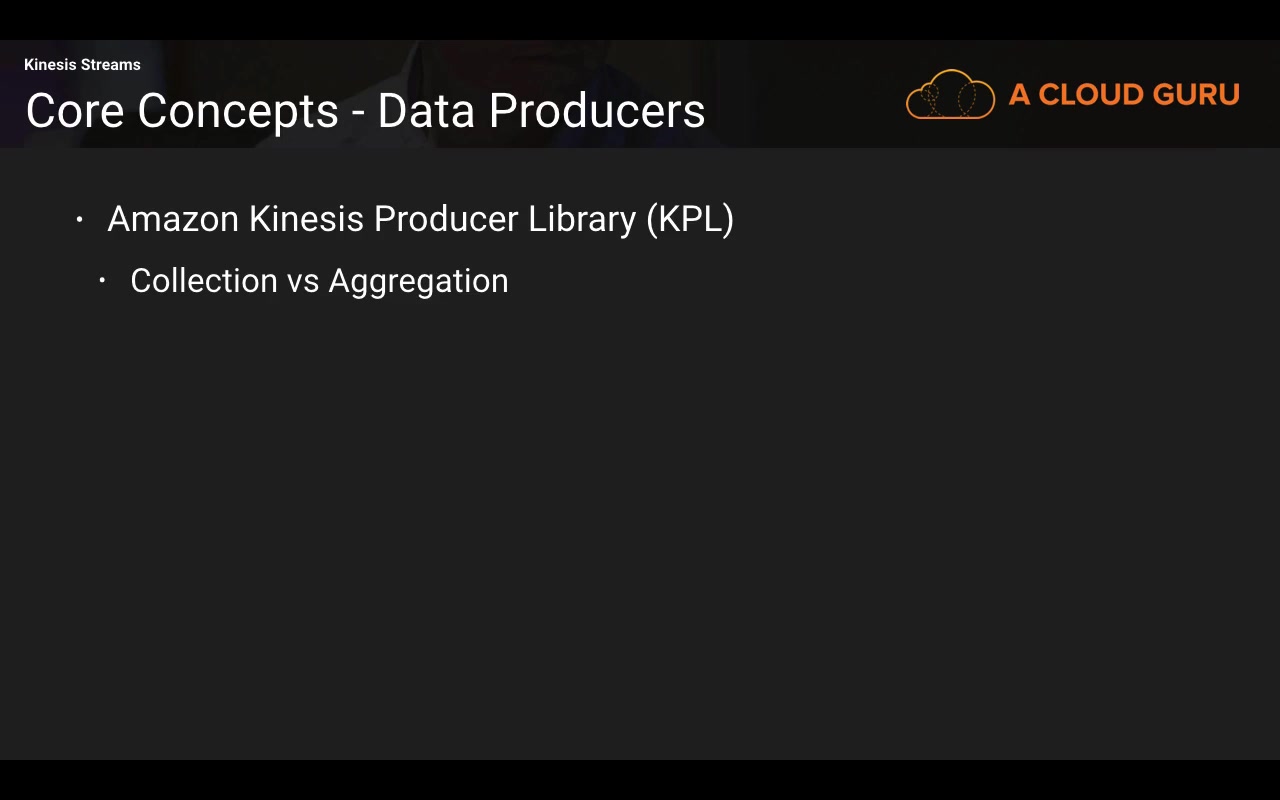 Kinesis Streams
Core Concepts - Data Producers
A CLOUD GURU
• Amazon Kinesis Producer Library (KPL)
• Collection vs Aggregation